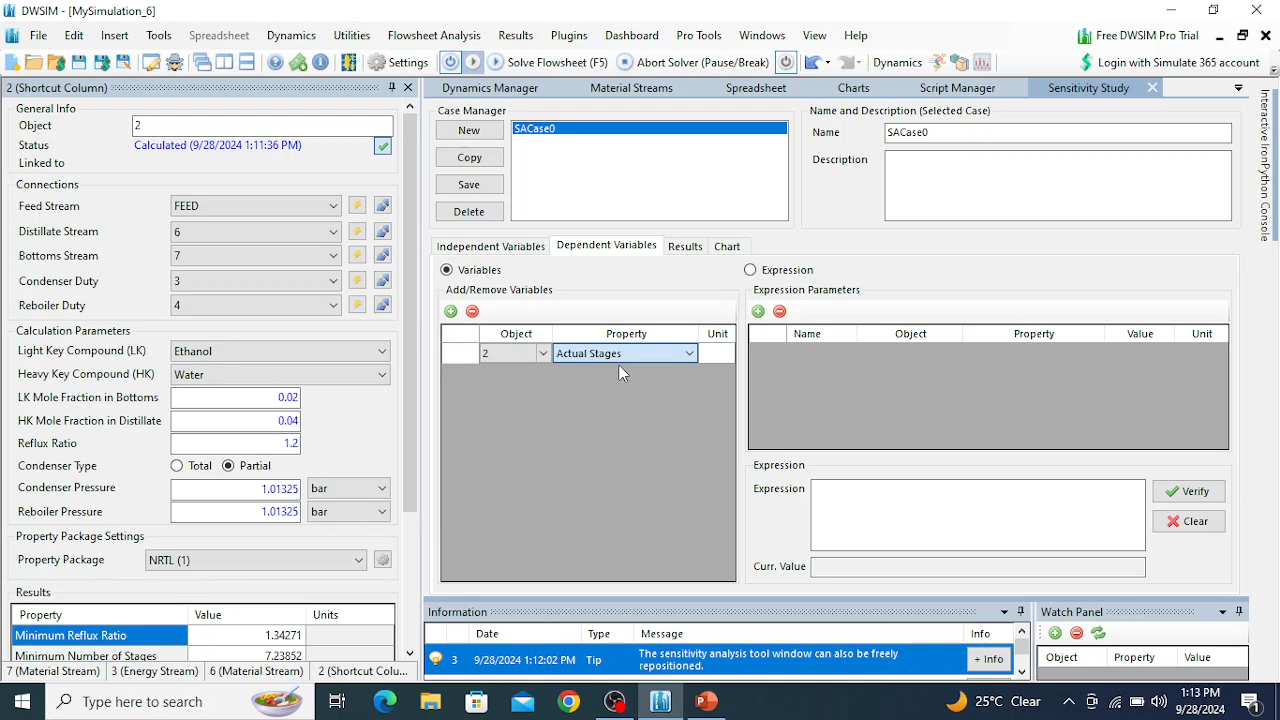 DWSIM - [MySimulation_6]
File Edit Insert Tools Spreadsheet Dynamics Utilities Flowsheet Analysis Results Plugins Dashboard Pro Tools Windows View Help Free DWSIM Pro Trial
Settings Solve Flowsheet (F5) Abort Solver (Pause/Break) Dynamics Login with Simulate 365 account
2 (Shortcut Column)
General Info
Object 2
Status Calculated (9/28/2024 1:11:36 PM)
Linked to
Connections
Feed Stream FEED
Distillate Stream 6
Bottoms Stream 7
Condenser Duty 3
Reboiler Duty 4
Calculation Parameters
Light Key Compound (LK) Ethanol
Heavy Key Compound (HK) Water
LK Mole Fraction in Bottoms 0.02
HK Mole Fraction in Distillate 0.04
Reflux Ratio 1.2
Condenser Type Total Partial
Condenser Pressure 1.01325 bar
Reboiler Pressure 1.01325 bar
Property Package Settings
Property Package NRTL (1)
Results
Property Value Units
Minimum Reflux Ratio 1.34271
Minimum Number of Stages 7.23852
7 (Material Stream) 3 (Energy Stream) 6 (Material Stream) 2 (Shortcut Colum...
Dynamics Manager Material Streams Spreadsheet Charts Script Manager Sensitivity Study
Case Manager
New
Copy
Save
Delete
SACase0
Name and Description (Selected Case)
Name SACase0
Description
Independent Variables Dependent Variables Results Chart
Variables
Add/Remove Variables
Object Property Unit
2 Actual Stages
Expression
Expression Parameters
Name Object Property Value Unit
Expression
Expression
Verify
Clear
Curr. Value
Information
Date Type Message Info
3 9/28/2024 1:12:02 PM Tip The sensitivity analysis tool window can also be freely
repositioned.
+ Info
Watch Panel
Object Property Value
Interactive IronPython Console
Type here to search
25°C Clear
1:13 PM
9/28/2024
1